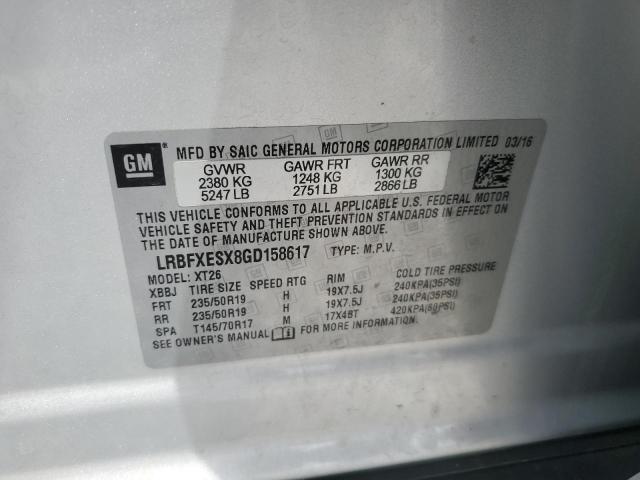 GM
MFD BY SAIC GENERAL MOTORS CORPORATION LIMITED 03/16
GVWR GAWR FRT GAWR RR
2380 KG 1248 KG 1300 KG
5247 LB 2751 LB 2866 LB
THIS VEHICLE CONFORMS TO ALL APPLICABLE U.S. FEDERAL MOTOR
VEHICLE SAFETY AND THEFT PREVENTION STANDARDS IN EFFECT ON
THE DATE OF MANUFACTURE SHOWN ABOVE.
LRBFXESX8GD158617 TYPE: M.P.V.
MODEL: XT26
XBBJ TIRE SIZE SPEED RTG RIM COLD TIRE PRESSURE
FRT 235/50R19 H 19X7.5J 240KPA(35PSI)
RR 235/50R19 H 19X7.5J 240KPA(35PSI)
SPA T145/70R17 M 17X4BT 420KPA(60PSI)
SEE OWNER'S MANUAL FOR MORE INFORMATION.